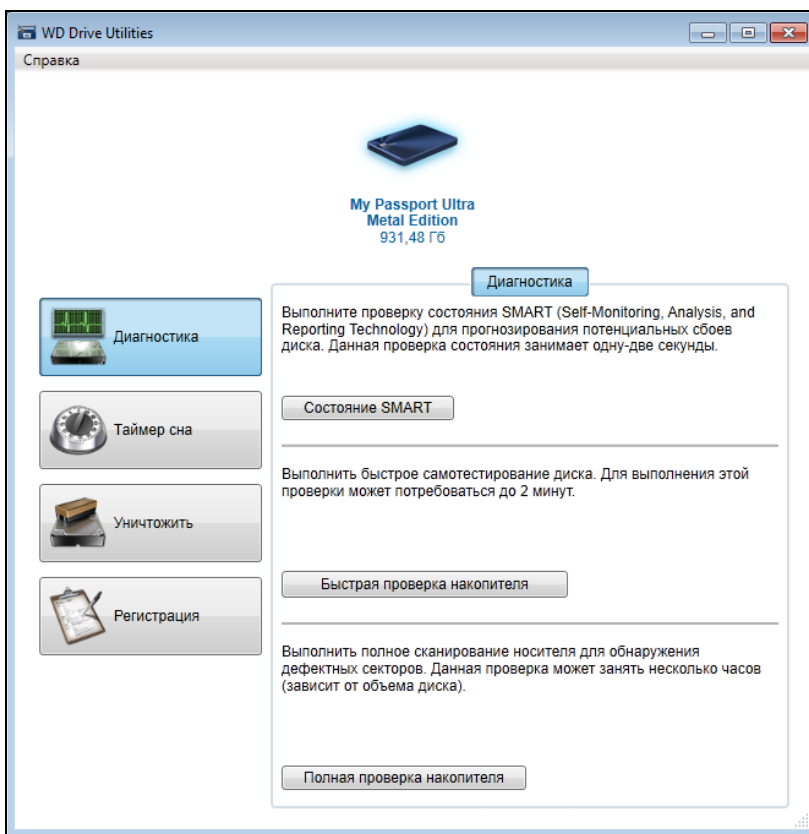 WD Drive Utilities
Справка
My Passport Ultra
Metal Edition
931,48 Гб
Диагностика
Таймер сна
Уничтожить
Регистрация
Диагностика
Выполните проверку состояния SMART (Self-Monitoring, Analysis, and
Reporting Technology) для прогнозирования потенциальных сбоев
диска. Данная проверка состояния занимает одну-две секунды.
Состояние SMART
Выполнить быстрое самотестирование диска. Для выполнения этой
проверки может потребоваться до 2 минут.
Быстрая проверка накопителя
Выполнить полное сканирование носителя для обнаружения
дефектных секторов. Данная проверка может занять несколько часов
(зависит от объема диска).
Полная проверка накопителя